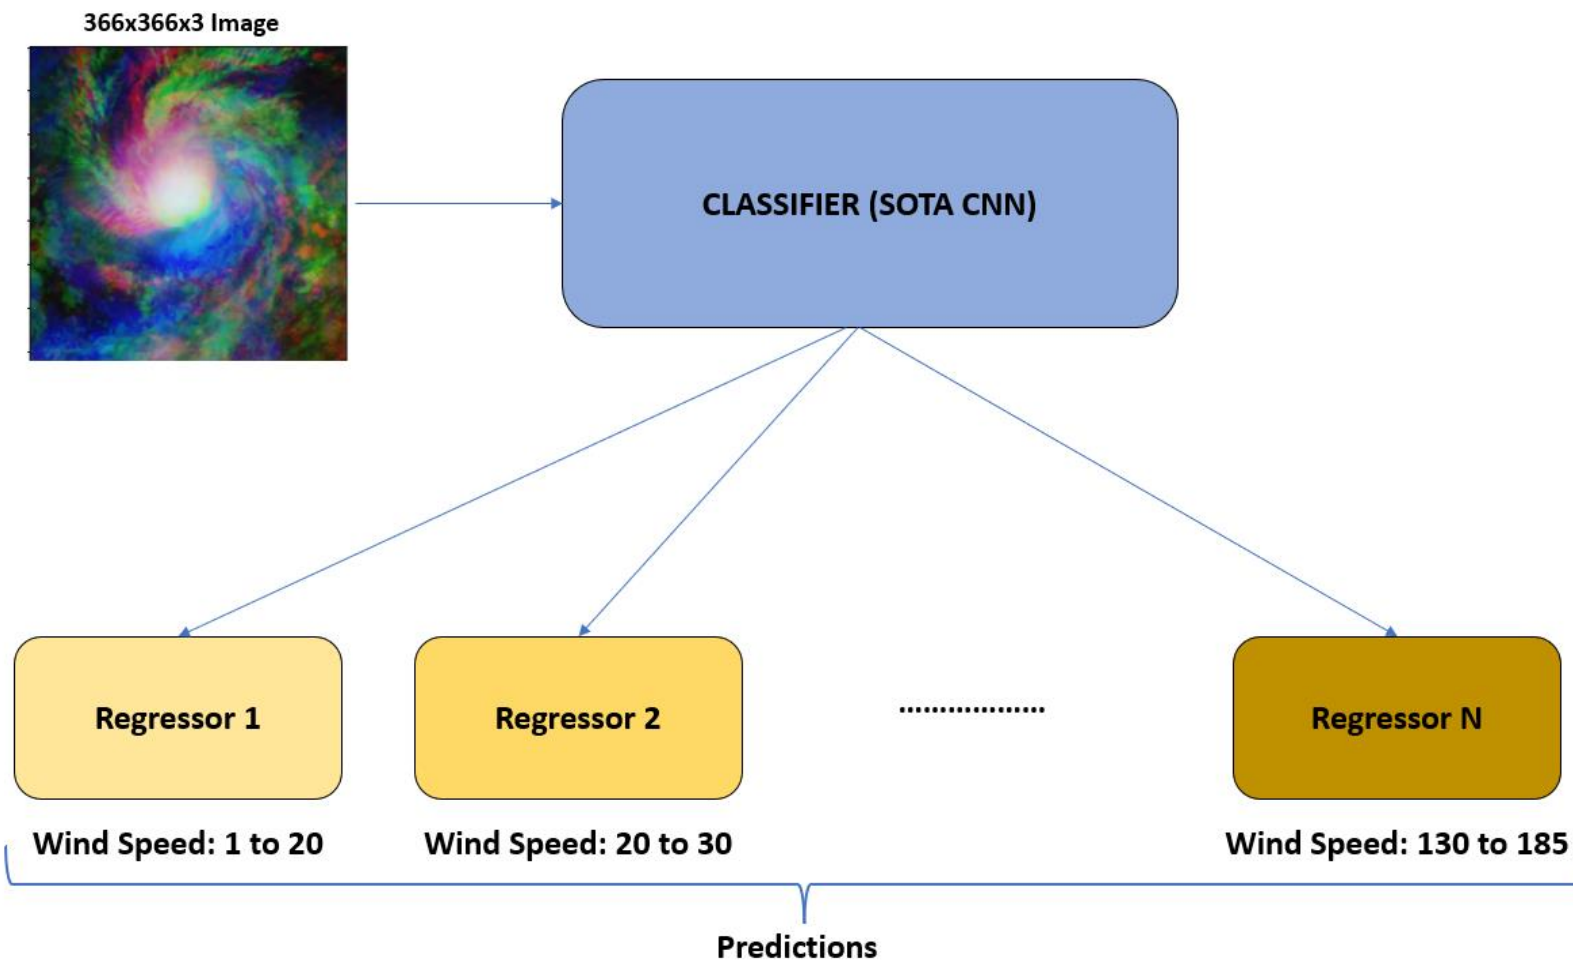 366x366x3 Image
CLASSIFIER (SOTA CNN)
Regressor 1
Regressor 2
..................
Regressor N
Wind Speed: 1 to 20
Wind Speed: 20 to 30
Wind Speed: 130 to 185
Predictions